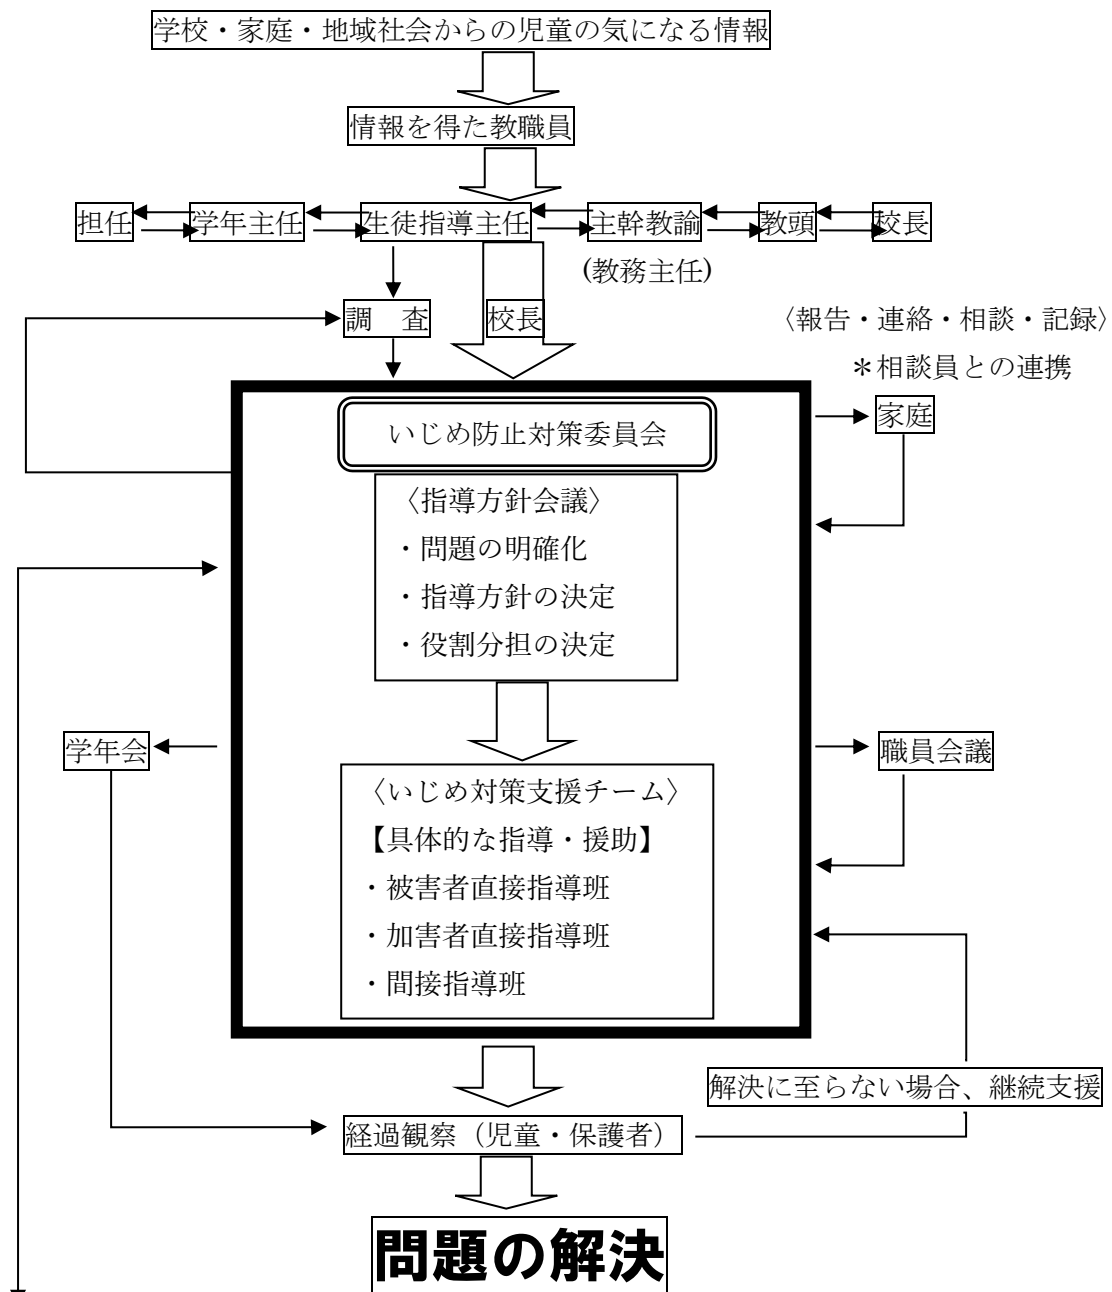 学校・家庭・地域社会からの児童の気になる情報
情報を得た教職員
担任
学年主任
生徒指導主任
主幹教諭
教頭
校長
(教務主任)
調　査
校長
〈報告・連絡・相談・記録〉
＊相談員との連携
家庭
いじめ防止対策委員会
〈指導方針会議〉
・問題の明確化
・指導方針の決定
・役割分担の決定
学年会
職員会議
〈いじめ対策支援チーム〉
【具体的な指導・援助】
・被害者直接指導班
・加害者直接指導班
・間接指導班
解決に至らない場合、継続支援
経過観察（児童・保護者）
問題の解決